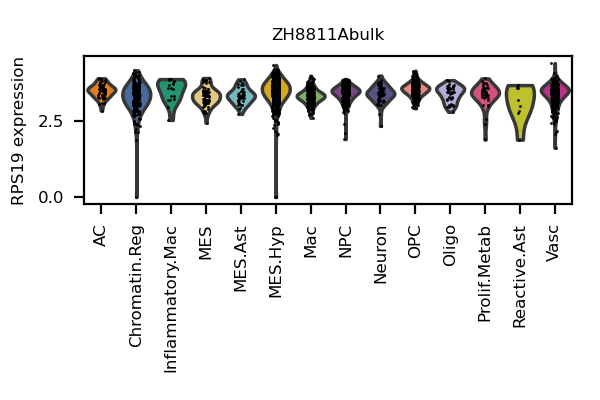 ZH8811Abulk
RPS19 expression
2.5
0.0
AC
Chromatin.Reg
Inflammatory.Mac
MES
MES.Ast
MES.Hyp
Mac
NPC
Neuron
OPC
Oligo
Prolif.Metab
Reactive.Ast
Vasc